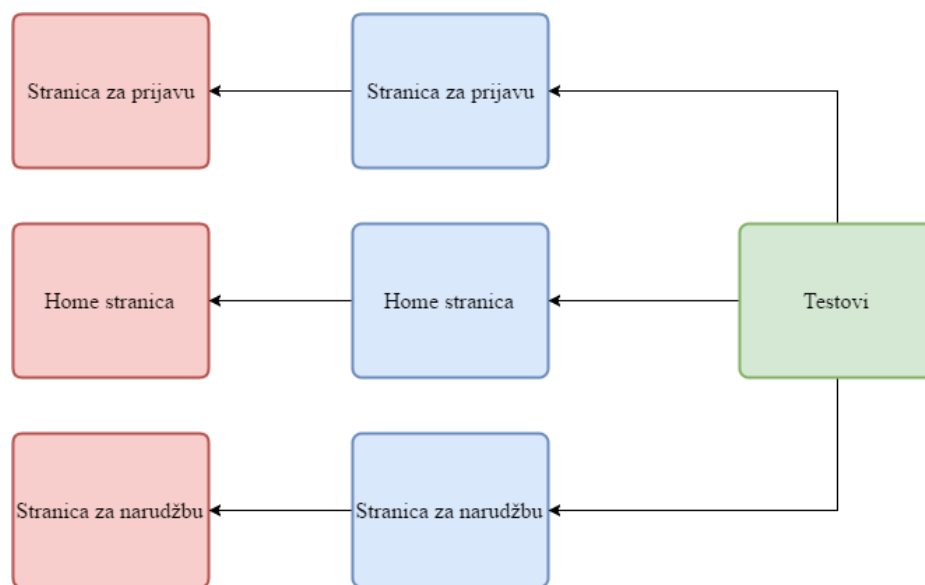 Stranica za prijavu
Stranica za prijavu
Home stranica
Home stranica
Testovi
Stranica za narudžbu
Stranica za narudžbu